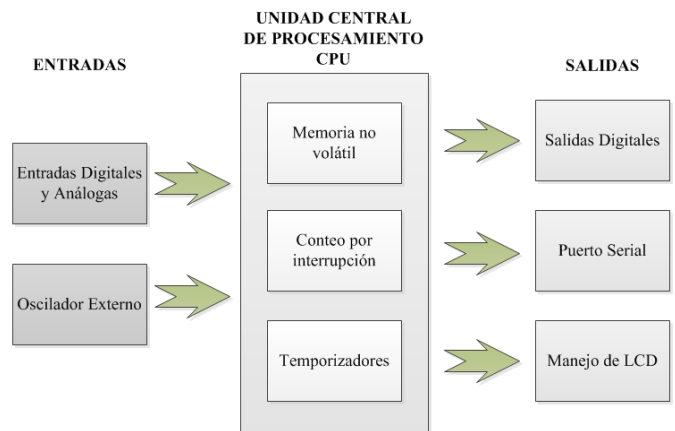 UNIDAD CENTRAL
DE PROCESAMIENTO
CPU
ENTRADAS
SALIDAS
Entradas Digitales
y Análogas
Oscilador Externo
Memoria no
volátil
Conteo por
interrupción
Temporizadores
Salidas Digitales
Puerto Serial
Manejo de LCD